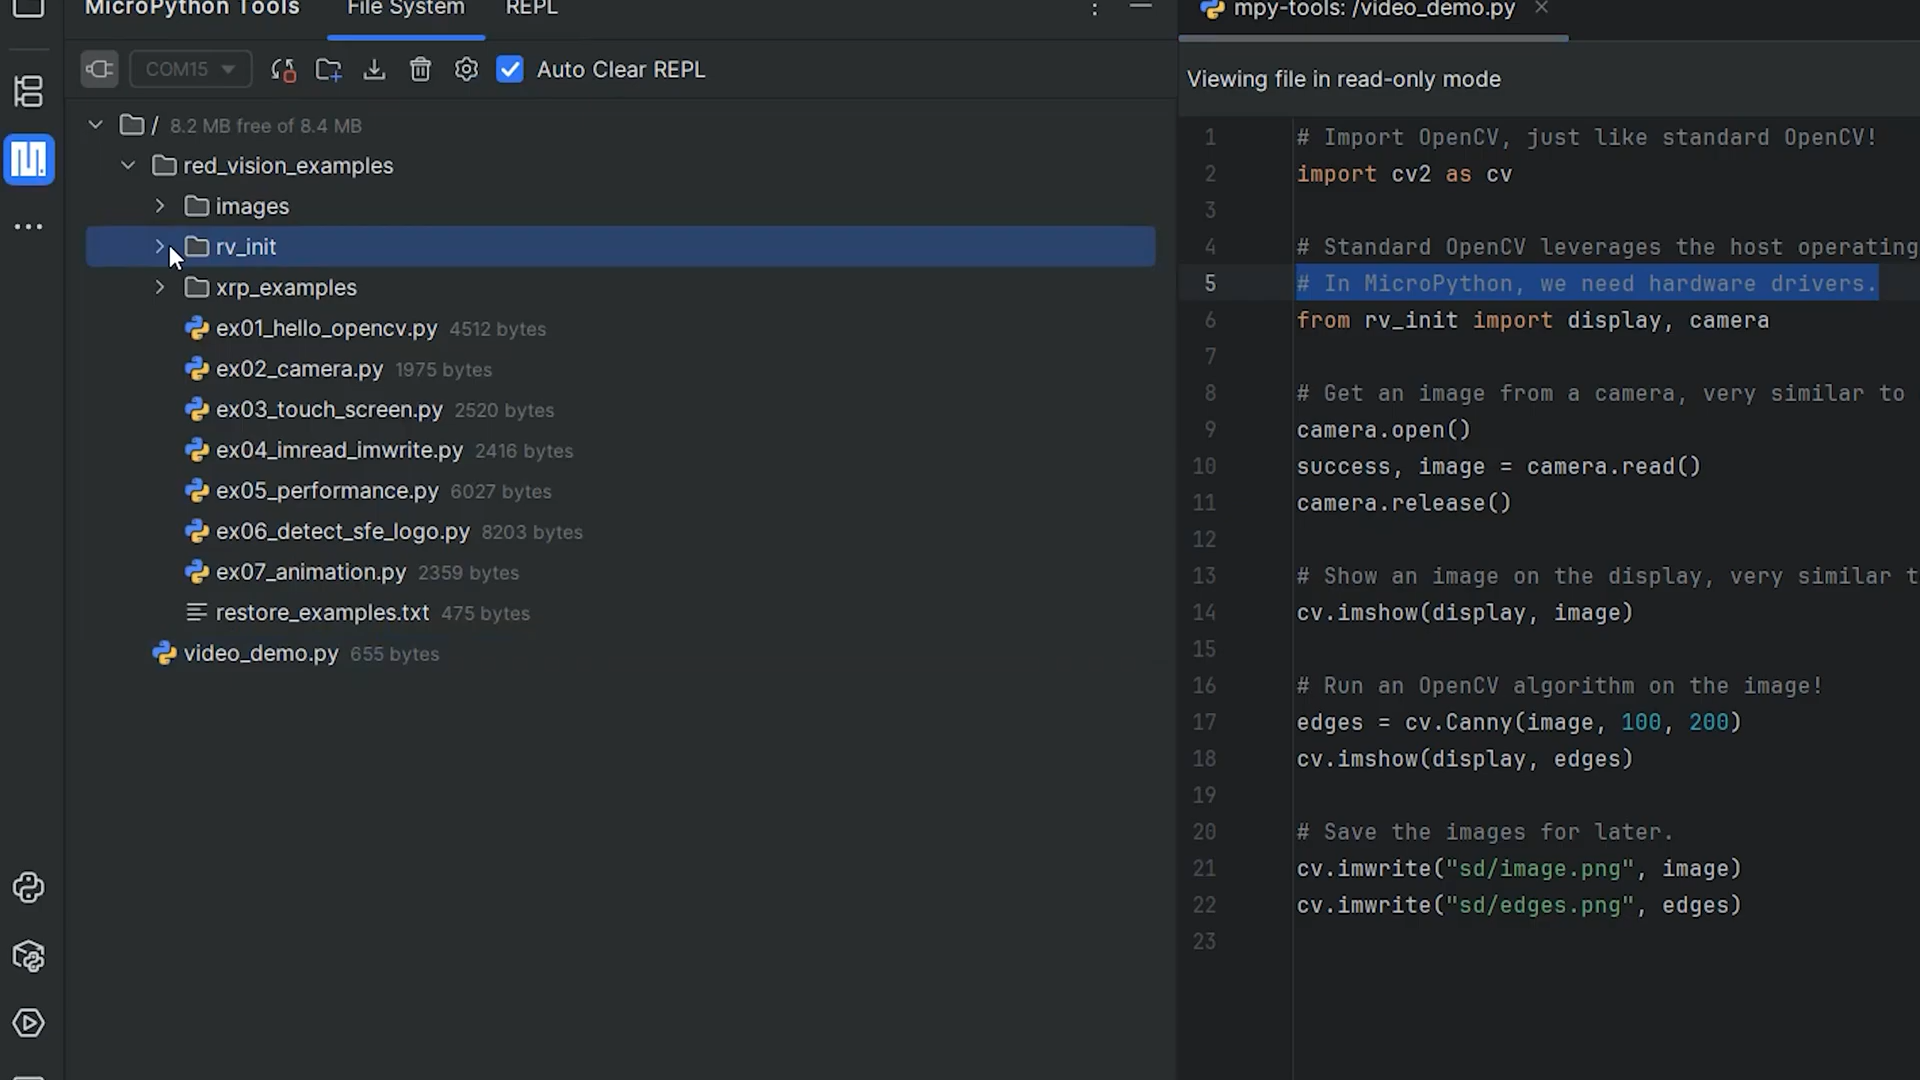 MicroPython Tools
File System
REPL
COM15
Auto Clear REPL
/ 8.2 MB free of 8.4 MB
red_vision_examples
images
rv_init
xrp_examples
ex01_hello_opencv.py 4512 bytes
ex02_camera.py 1975 bytes
ex03_touch_screen.py 2520 bytes
ex04_imread_imwrite.py 2416 bytes
ex05_performance.py 6027 bytes
ex06_detect_sfe_logo.py 8203 bytes
ex07_animation.py 2359 bytes
restore_examples.txt 475 bytes
video_demo.py 655 bytes
mpy-tools: /video_demo.py
Viewing file in read-only mode
1 # Import OpenCV, just like standard OpenCV!
2 import cv2 as cv
3
4 # Standard OpenCV leverages the host operating
5 # In MicroPython, we need hardware drivers.
6 from rv_init import display, camera
7
8 # Get an image from a camera, very similar to
9 camera.open()
10 success, image = camera.read()
11 camera.release()
12
13 # Show an image on the display, very similar t
14 cv.imshow(display, image)
15
16 # Run an OpenCV algorithm on the image!
17 edges = cv.Canny(image, 100, 200)
18 cv.imshow(display, edges)
19
20 # Save the images for later.
21 cv.imwrite("sd/image.png", image)
22 cv.imwrite("sd/edges.png", edges)
23